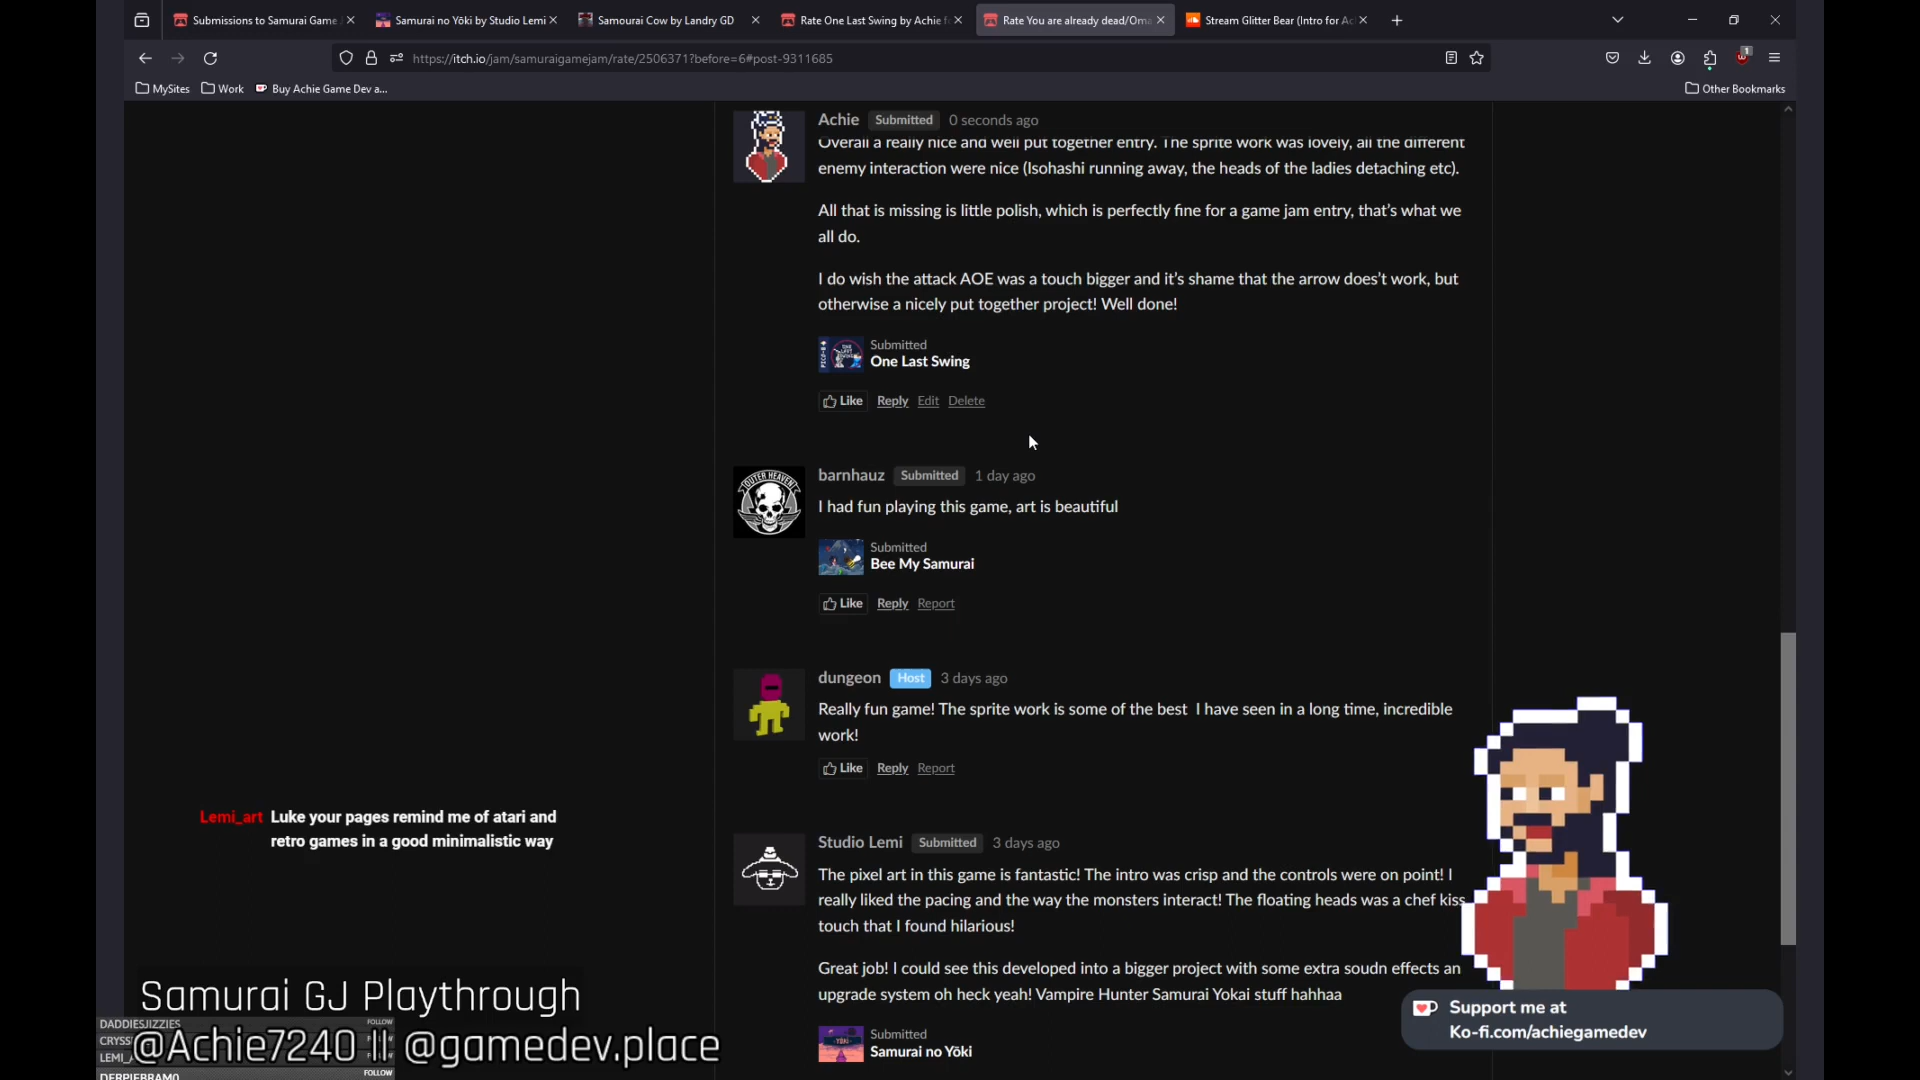 Submissions to Samurai Game J
Samurai no Yōki by Studio Lemi
Samourai Cow by Landry GD
Rate One Last Swing by Achie f
Rate You are already dead/Oma
Stream Glitter Bear (Intro for Ac
https://itch.io/jam/samuraigamejam/rate/2506371?before=6#post-9311685
1
MySites
Work
Buy Achie Game Dev a...
Other Bookmarks
Achie Submitted 0 seconds ago
Overall a really nice and well put together entry. The sprite work was lovely, all the different
enemy interaction were nice (Isohashi running away, the heads of the ladies detaching etc).
All that is missing is little polish, which is perfectly fine for a game jam entry, that's what we
all do.
I do wish the attack AOE was a touch bigger and it's shame that the arrow does't work, but
otherwise a nicely put together project! Well done!
Submitted
One Last Swing
Like Reply Edit Delete
barnhauz Submitted 1 day ago
I had fun playing this game, art is beautiful
Submitted
Bee My Samurai
Like Reply Report
OUTER HEAVEN
dungeon Host 3 days ago
Really fun game! The sprite work is some of the best I have seen in a long time, incredible
work!
Like Reply Report
Studio Lemi Submitted 3 days ago
The pixel art in this game is fantastic! The intro was crisp and the controls were on point! I
really liked the pacing and the way the monsters interact! The floating heads was a chef kiss
touch that I found hilarious!
Great job! I could see this developed into a bigger project with some extra soudn effects an
upgrade system oh heck yeah! Vampire Hunter Samurai Yokai stuff hahhaa
Submitted
Samurai no Yōki
Lemi_art Luke your pages remind me of atari and
retro games in a good minimalistic way
Samurai GJ Playthrough
@Achie7240 || @gamedev.place
DADDIESJIZZIES FOLLOW
FOLLOW
FOLLOW
DERPIEBRAM0 FOLLOW
Support me at
Ko-fi.com/achiegamedev